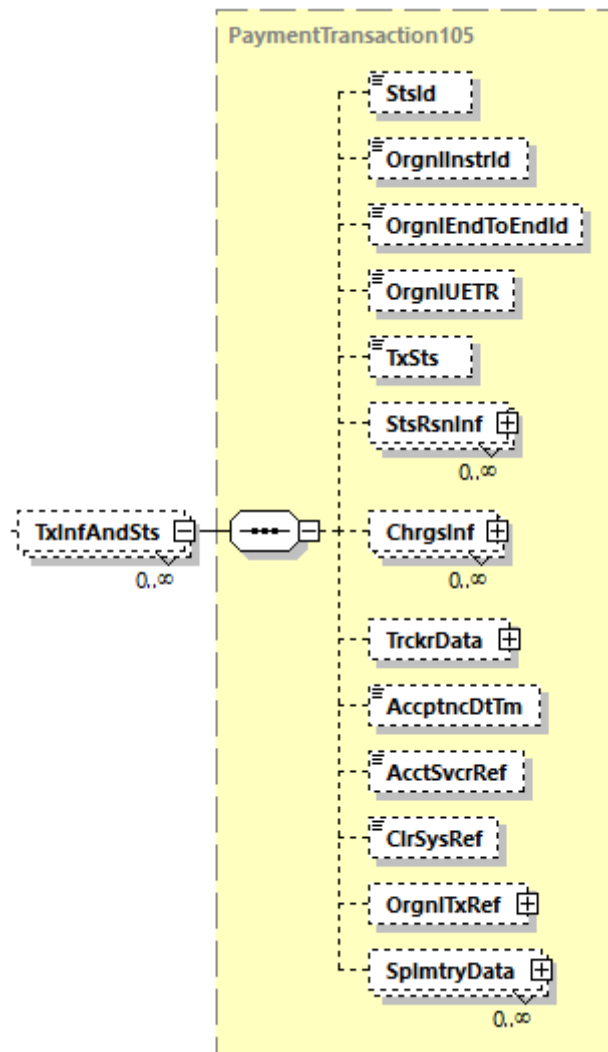 PaymentTransaction105
StsId
OrgnlInstrId
OrgnlEndToEndId
OrgnlUETR
TxSts
StsRsnInf
0..∞
TxInfAndSts
0..∞
ChrgsInf
0..∞
TrckrData
AccptncDtTm
AcctSvcrRef
ClrSysRef
OrgnlTxRef
SplmtryData
0..∞